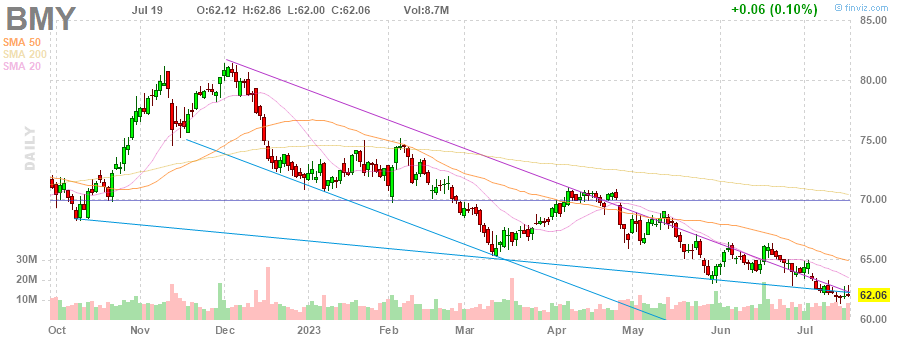 BMY Jul 19 O:62.12 H:62.86 L:62.00 C:62.06 Vol:8.7M +0.06 (0.10%) © finviz.com
SMA 50
SMA 200
SMA 20
DAILY
85.00
80.00
75.00
70.00
65.00
62.06
60.00
30M
20M
10M
Oct Nov Dec 2023 Feb Mar Apr May Jun Jul